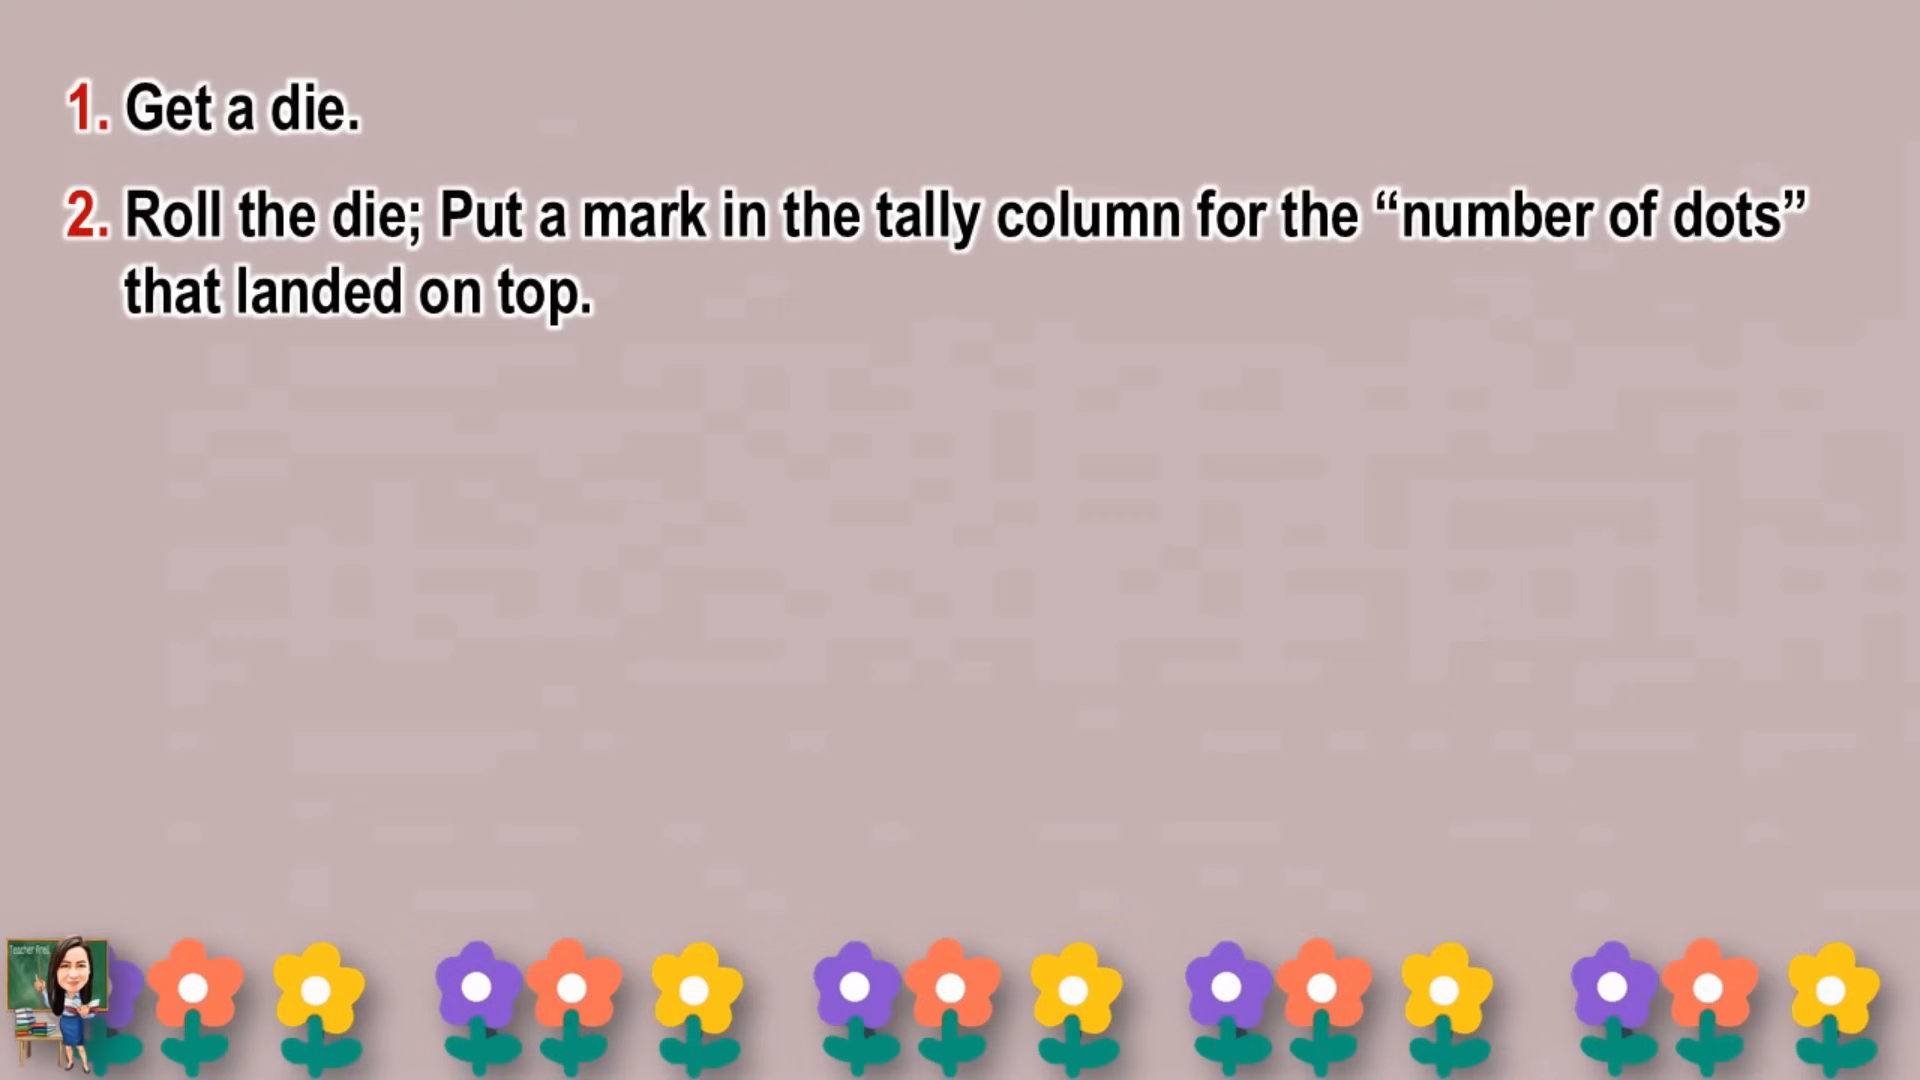 1. Get a die.
2. Roll the die; Put a mark in the tally column for the “number of dots”
that landed on top.